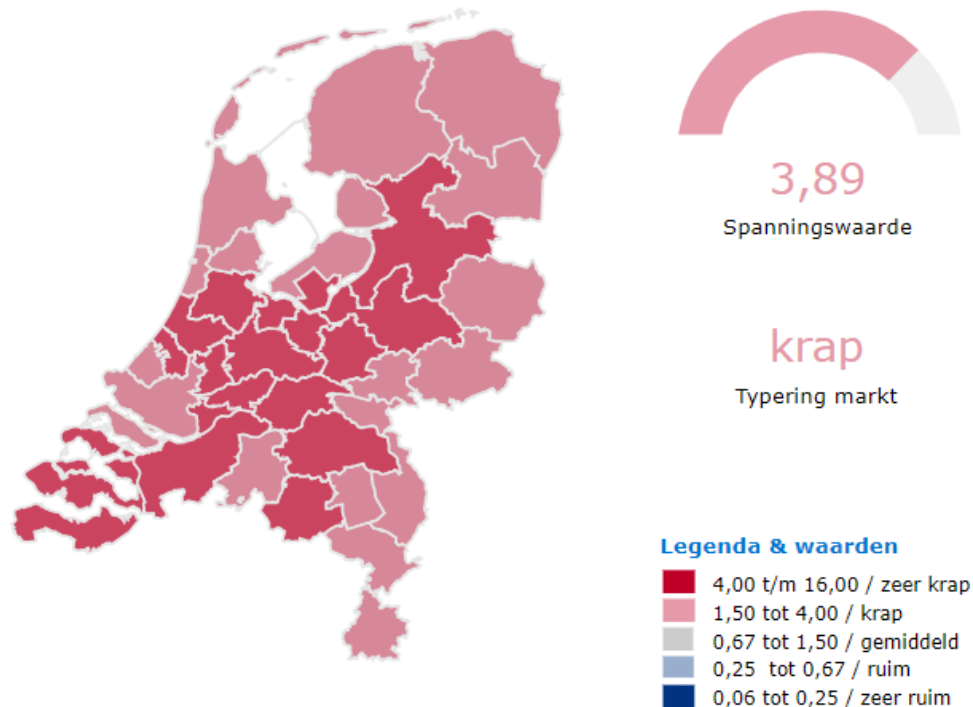 3,89
Spanningswaarde
krap
Typering markt
Legenda & waarden
4,00 t/m 16,00 / zeer krap
1,50 tot 4,00 / krap
0,67 tot 1,50 / gemiddeld
0,25 tot 0,67 / ruim
0,06 tot 0,25 / zeer ruim